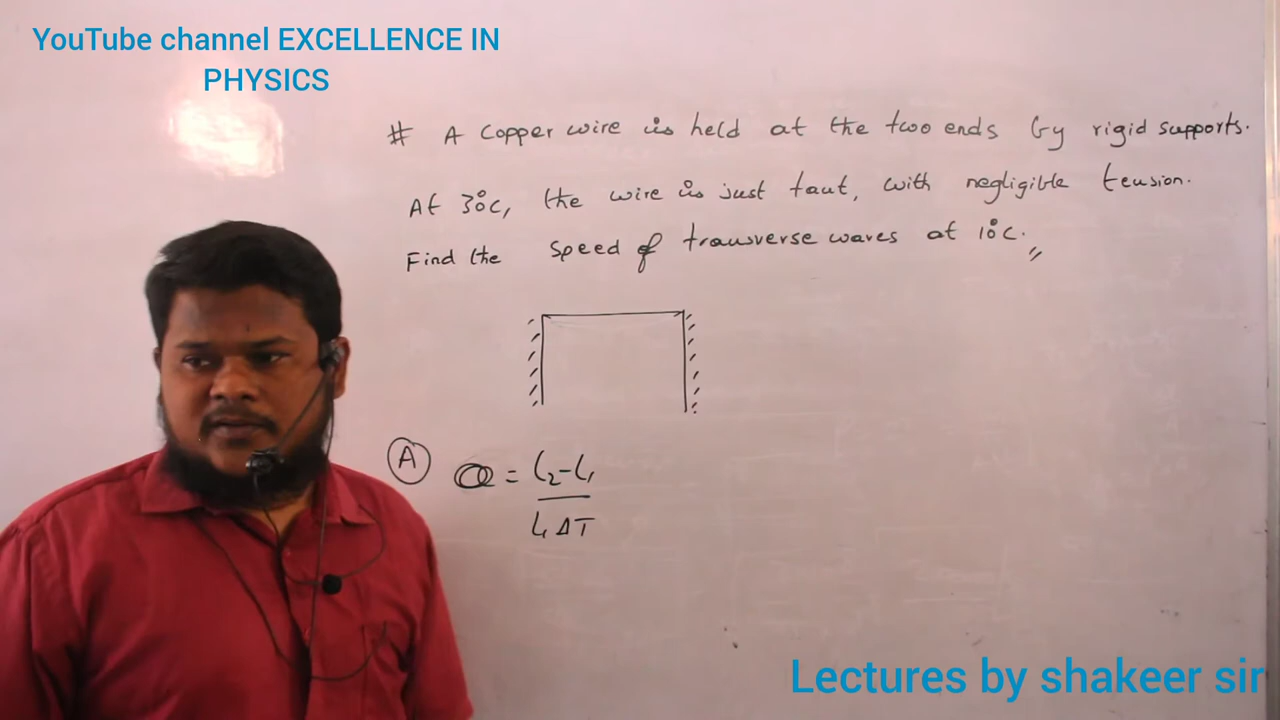 YouTube channel EXCELLENCE IN
PHYSICS
# A Copper wire is held at the two ends by rigid supports.
At 30°C, the wire is just taut, with negligible tension.
Find the speed of transverse waves at 10°C.
A α = l₂-l₁
l₁ ΔT
Lectures by shakeer sir